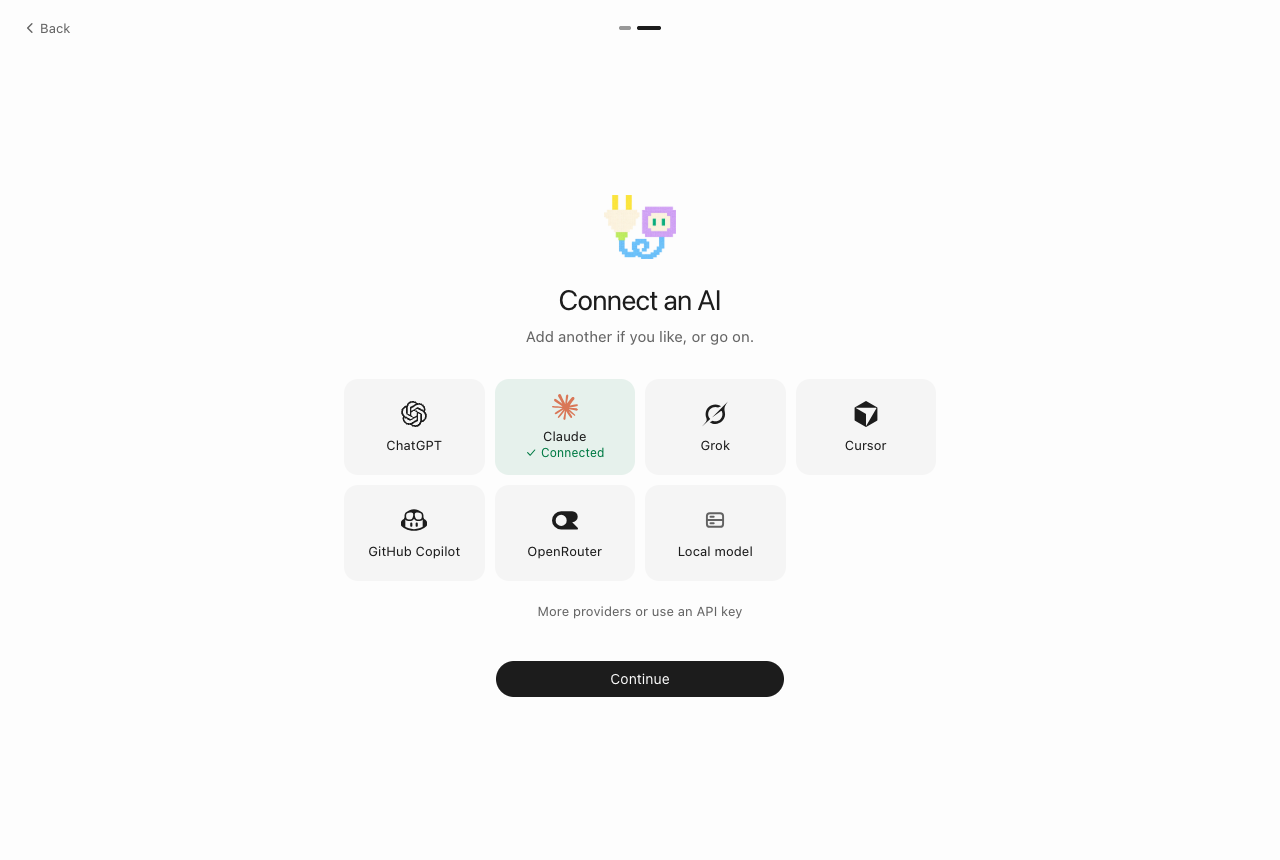 Back
Connect an AI
Add another if you like, or go on.
ChatGPT
Claude
Connected
Grok
Cursor
GitHub Copilot
OpenRouter
Local model
More providers or use an API key
Continue